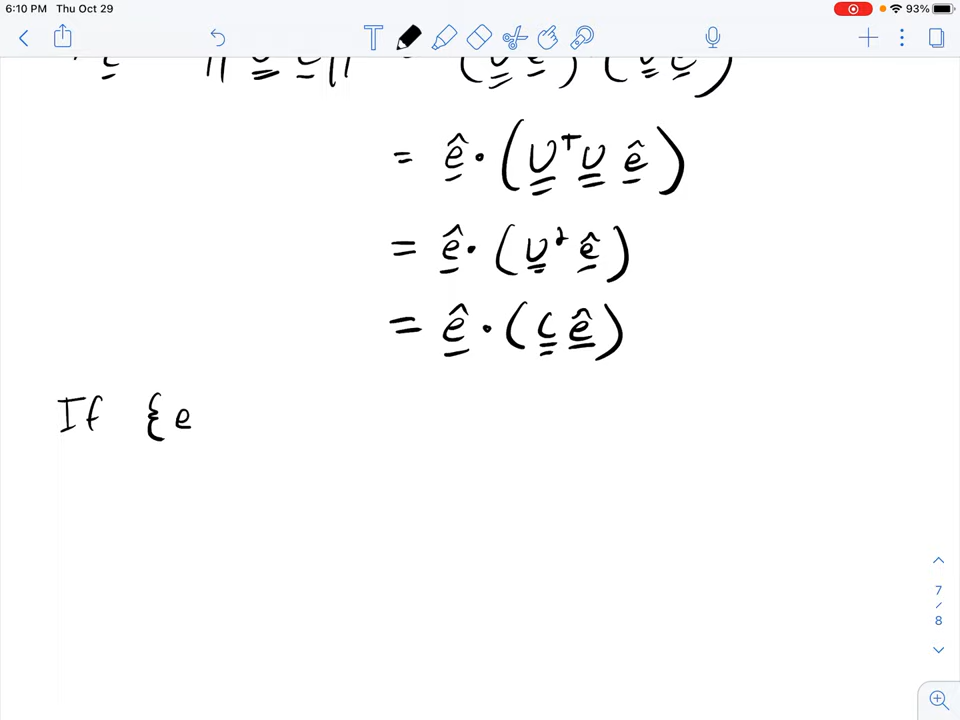 6:10 PM Thu Oct 29 93%
T
= ê · (U̳ᵀ U̳ ê)
= ê · (U̳² ê)
= ê · (C̳ ê)
If {e
7
/
8